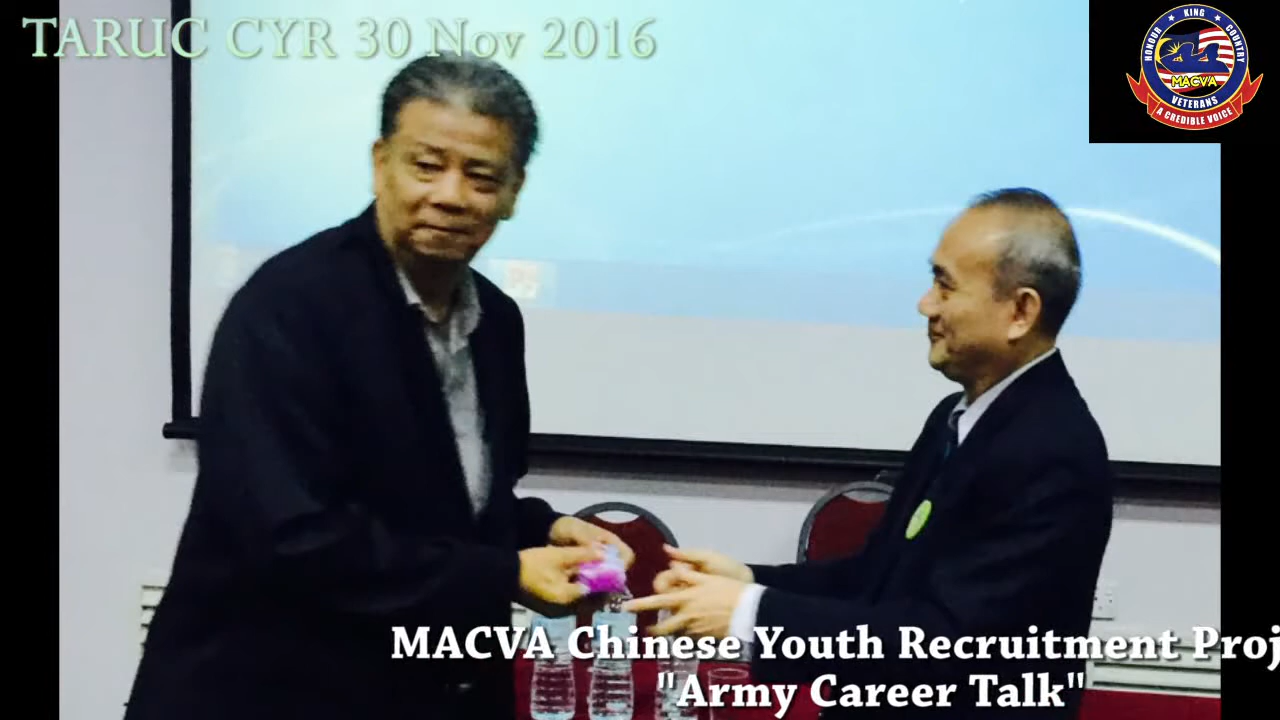 TARUC CYR 30 Nov 2016
HONOUR KING COUNTRY
MACVA
VETERANS
A CREDIBLE VOICE
MACVA Chinese Youth Recruitment Proj
"Army Career Talk"